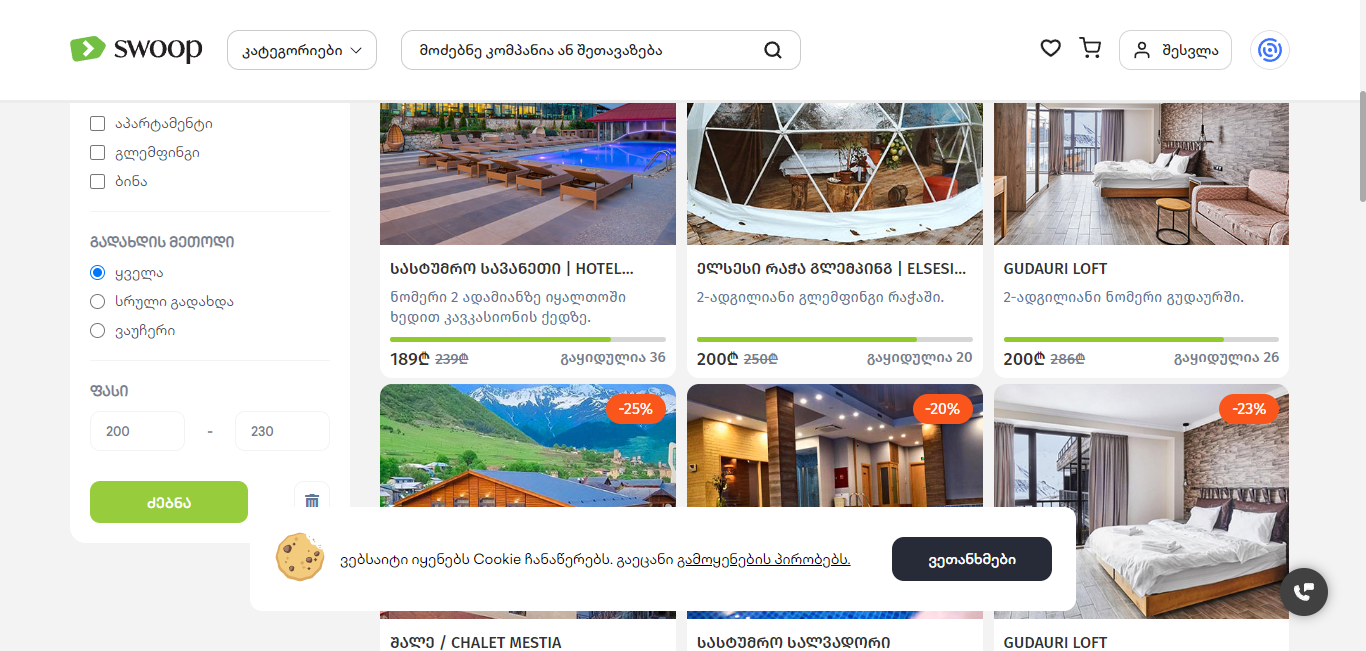 swoop
კატეგორიები
მოძებნე კომპანია ან შეთავაზება
შესვლა
აპარტამენტი
გლემფინგი
ბინა
გადახდის მეთოდი
ყველა
სრული გადახდა
ვაუჩერი
ფასი
200 - 230
ძებნა
სასტუმრო სავანეთი | HOTEL...
ნომერი 2 ადამიანზე იყალთოში
ხედით კავკასიონის ქედზე.
189₾ 239₾ გაყიდულია 36
ელსესი რაჭა გლემპინგ | ELSESI...
2-ადგილიანი გლემფინგი რაჭაში.
200₾ 250₾ გაყიდულია 20
GUDAURI LOFT
2-ადგილიანი ნომერი გუდაურში.
200₾ 286₾ გაყიდულია 26
-25%
-20%
-23%
ვებსაიტი იყენებს Cookie ჩანაწერებს. გაეცანი გამოყენების პირობებს.
ვეთანხმები
შალე / CHALET MESTIA
სასტუმრო სალვადორი
GUDAURI LOFT